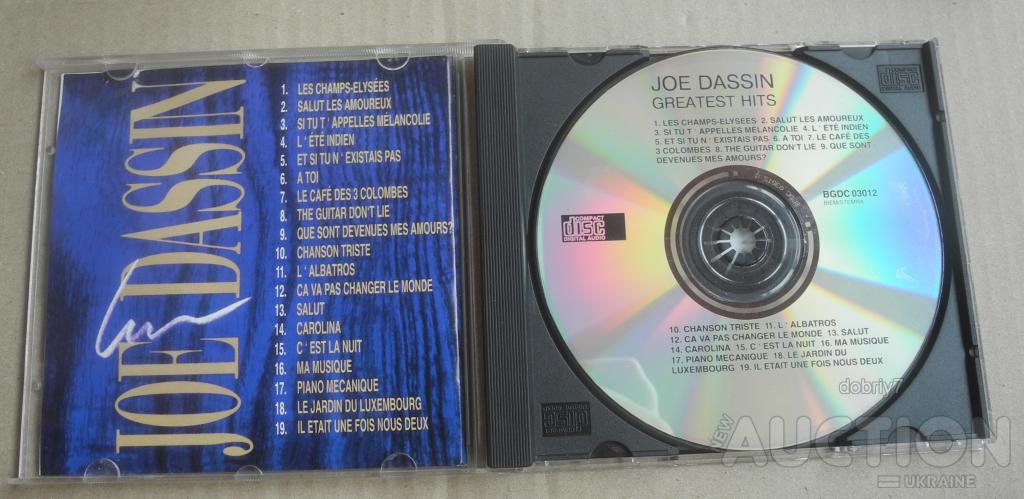 JOE DASSIN
1. LES CHAMPS-ELYSÉES
2. SALUT LES AMOUREUX
3. SI TU T ' APPELLES MÉLANCOLIE
4. L ' ÉTÉ INDIEN
5. ET SI TU N ' EXISTAIS PAS
6. A TOI
7. LE CAFÉ DES 3 COLOMBES
8. THE GUITAR DON'T LIE
9. QUE SONT DEVENUES MES AMOURS?
10. CHANSON TRISTE
11. L ' ALBATROS
12. CA VA PAS CHANGER LE MONDE
13. SALUT
14. CAROLINA
15. C ' EST LA NUIT
16. MA MUSIQUE
17. PIANO MECANIQUE
18. LE JARDIN DU LUXEMBOURG
19. IL ETAIT UNE FOIS NOUS DEUX
JOE DASSIN
GREATEST HITS
1. LES CHAMPS-ELYSÉES 2. SALUT LES AMOUREUX
3. SI TU T ' APPELLES MÉLANCOLIE 4. L ' ÉTÉ INDIEN
5. ET SI TU N ' EXISTAIS PAS 6. A TOI 7. LE CAFÉ DES
3 COLOMBES 8. THE GUITAR DON'T LIE 9. QUE SONT
DEVENUES MES AMOURS?
BGDC 03012
BIEM/STEMRA
COMPACT
disc
DIGITAL AUDIO
10. CHANSON TRISTE 11. L ' ALBATROS
12. CA VA PAS CHANGER LE MONDE 13. SALUT
14. CAROLINA 15. C ' EST LA NUIT 16. MA MUSIQUE
17. PIANO MECANIQUE 18. LE JARDIN DU
LUXEMBOURG 19. IL ETAIT UNE FOIS NOUS DEUX
COMPACT
disc
DIGITAL AUDIO
dobriy7
NEW
AUCTION
UKRAINE